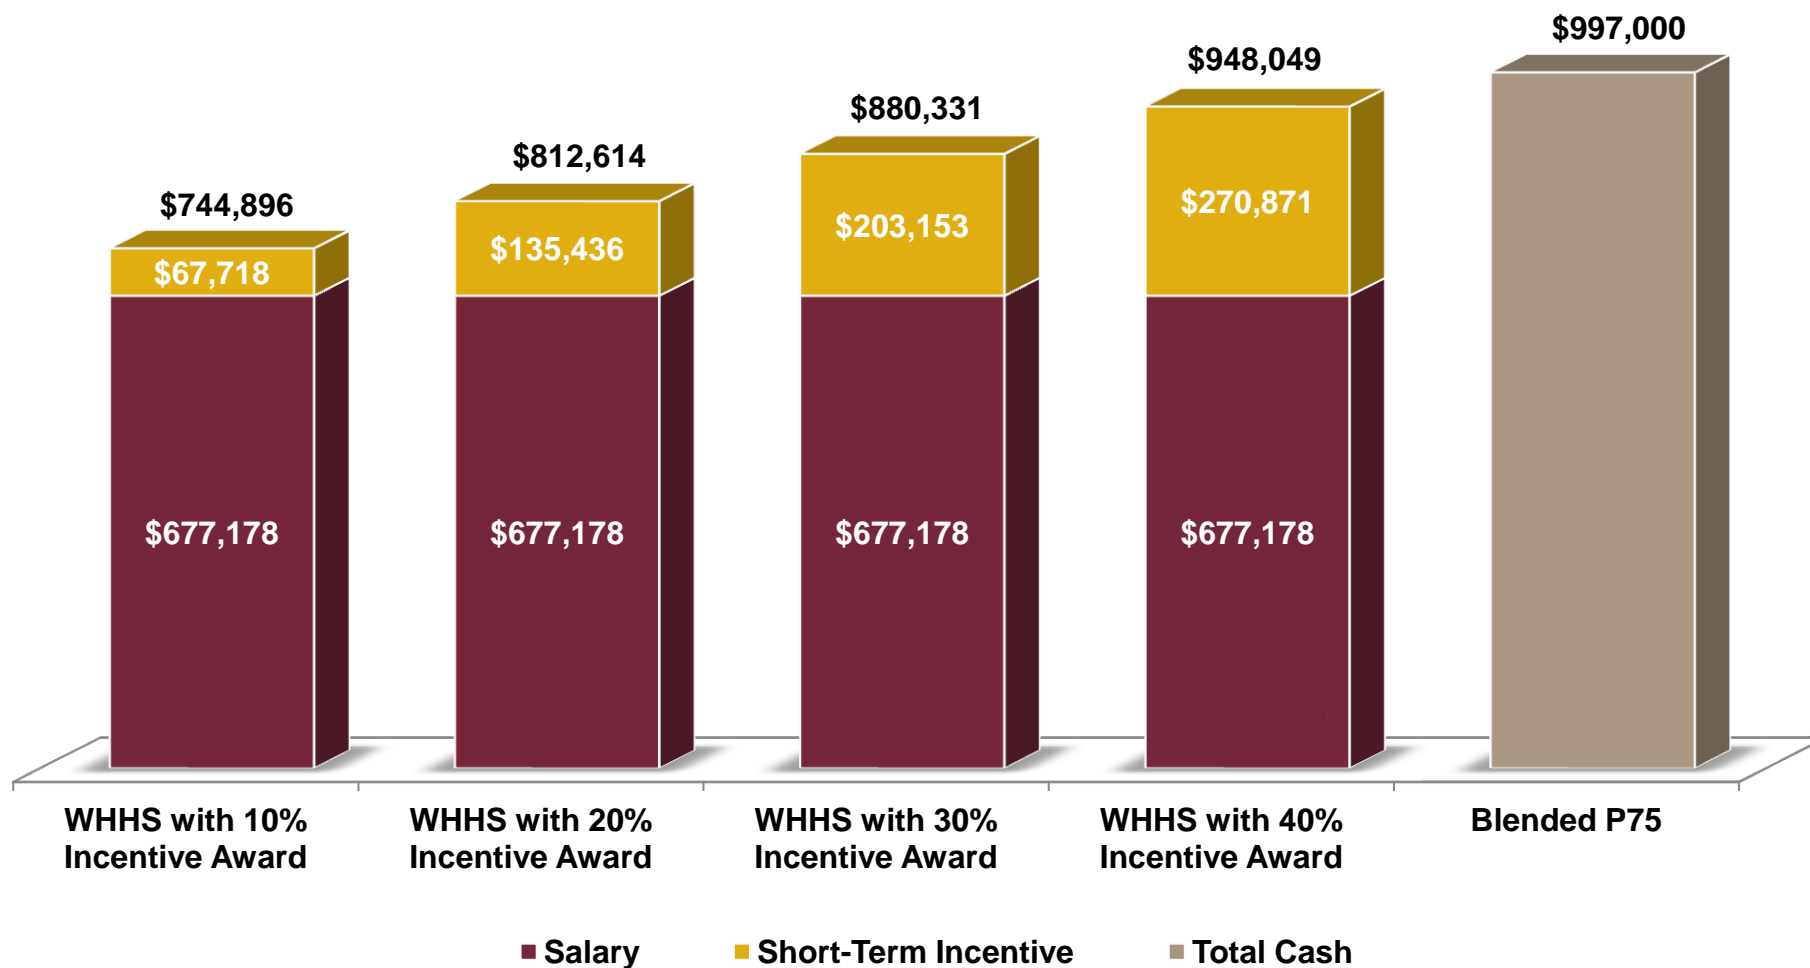 $997,000
$948,049
$880,331
$812,614
$744,896
$270,871
$203,153
$135,436
$67,718
$677,178
$677,178
$677,178
$677,178
WHHS with 10%
Incentive Award
WHHS with 20%
Incentive Award
WHHS with 30%
Incentive Award
WHHS with 40%
Incentive Award
Blended P75
Salary
Short-Term Incentive
Total Cash